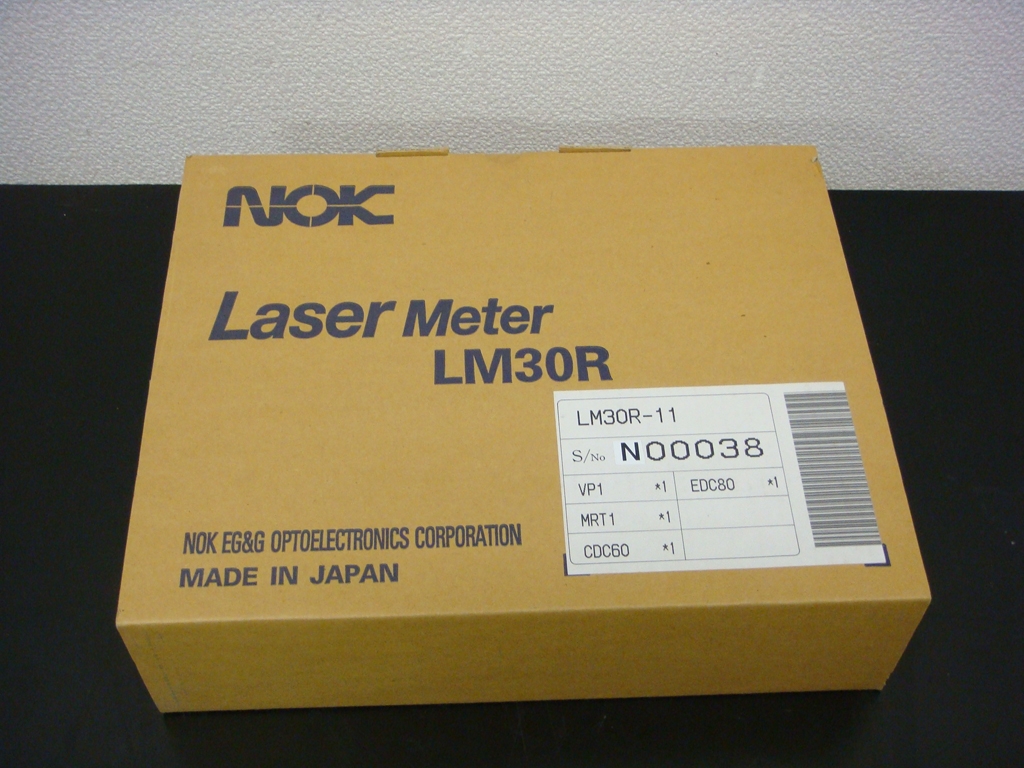 NOK
Laser Meter
LM30R
LM30R-11
S/No N00038
VP1 *1 EDC80 *1
MRT1 *1
CDC60 *1
NOK EG&G OPTOELECTRONICS CORPORATION
MADE IN JAPAN